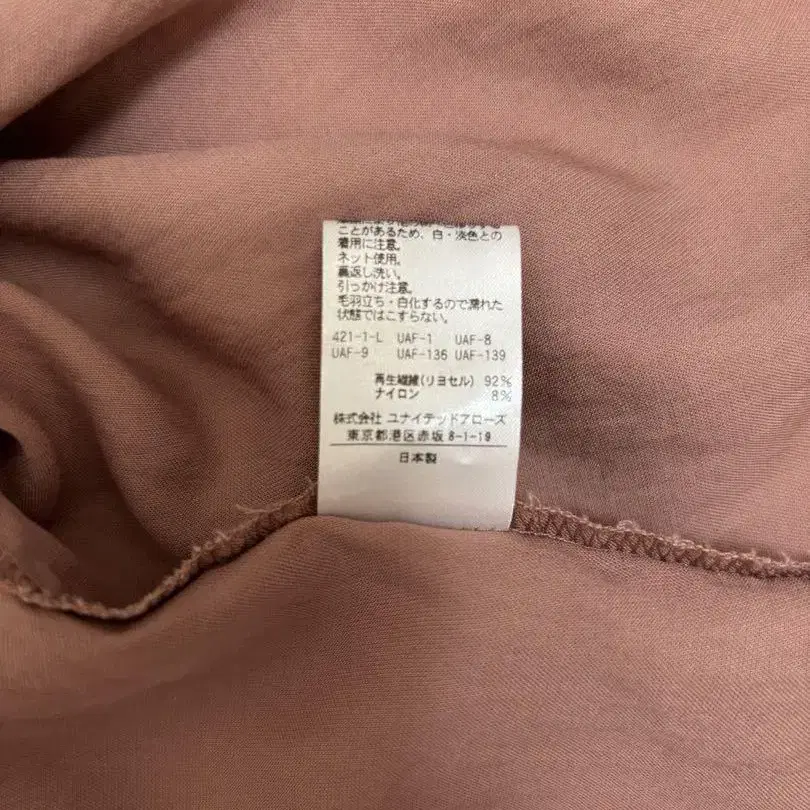 ことがあるため、白・淡色との
着用に注意。
ネット使用。
裏返し洗い。
引っかけ注意。
毛羽立ち・白化するので濡れた
状態ではこすらない。
421-1-L UAF-1 UAF-8
UAF-9 UAF-136 UAF-139
再生繊維(リヨセル) 92%
ナイロン 8%
株式会社 ユナイテッドアローズ
東京都港区赤坂 8-1-19
日本製